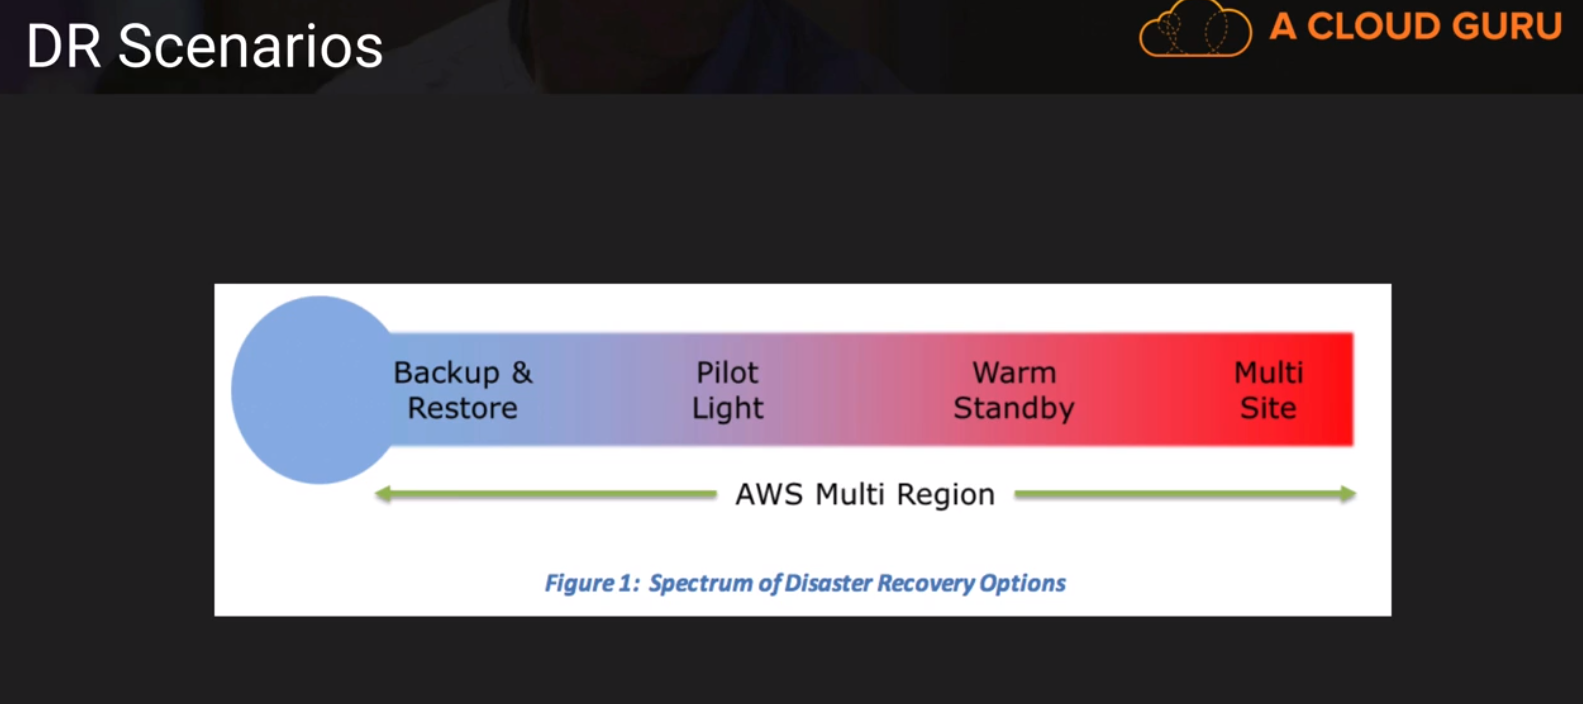 DR Scenarios
A CLOUD GURU
Backup &
Restore
Pilot
Light
Warm
Standby
Multi
Site
AWS Multi Region
Figure 1: Spectrum of Disaster Recovery Options